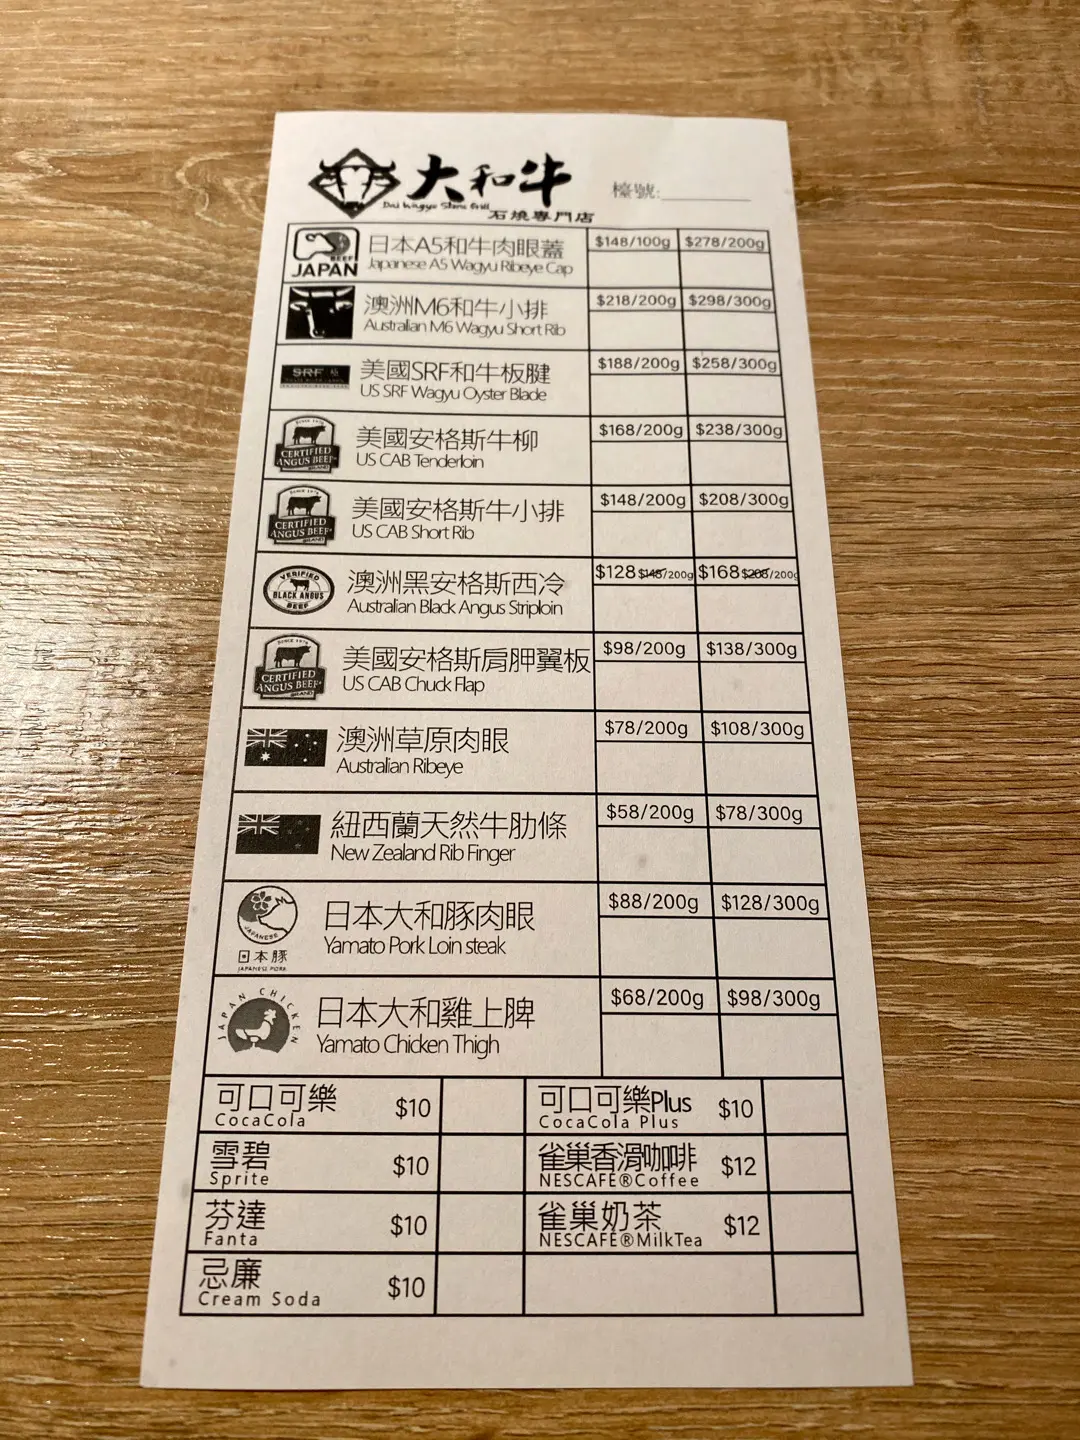 大和牛
Dai Wagyu Stone Grill
石燒專門店
檯號:
BEEF
JAPAN
日本A5和牛肉眼蓋
Japanese A5 Wagyu Ribeye Cap
$148/100g $278/200g
澳洲M6和牛小排
Australian M6 Wagyu Short Rib
$218/200g $298/300g
SRF 極
美國SRF和牛板腱
US SRF Wagyu Oyster Blade
$188/200g $258/300g
SINCE 1978
CERTIFIED
ANGUS BEEF
BRAND
美國安格斯牛柳
US CAB Tenderloin
$168/200g $238/300g
SINCE 1978
CERTIFIED
ANGUS BEEF
BRAND
美國安格斯牛小排
US CAB Short Rib
$148/200g $208/300g
VERIFIED
BLACK ANGUS
BEEF
澳洲黑安格斯西冷
Australian Black Angus Striploin
$128 $148/200g $168 $208/200g
SINCE 1978
CERTIFIED
ANGUS BEEF
BRAND
美國安格斯肩胛翼板
US CAB Chuck Flap
$98/200g $138/300g
澳洲草原肉眼
Australian Ribeye
$78/200g $108/300g
紐西蘭天然牛肋條
New Zealand Rib Finger
$58/200g $78/300g
JAPANESE
日本豚
JAPANESE PORK
日本大和豚肉眼
Yamato Pork Loin steak
$88/200g $128/300g
JAPAN CHICKEN
日本大和雞上脾
Yamato Chicken Thigh
$68/200g $98/300g
可口可樂 $10 可口可樂Plus $10
CocaCola CocaCola Plus
雪碧 $10 雀巢香滑咖啡 $12
Sprite NESCAFÉ®Coffee
芬達 $10 雀巢奶茶 $12
Fanta NESCAFÉ®MilkTea
忌廉 $10
Cream Soda